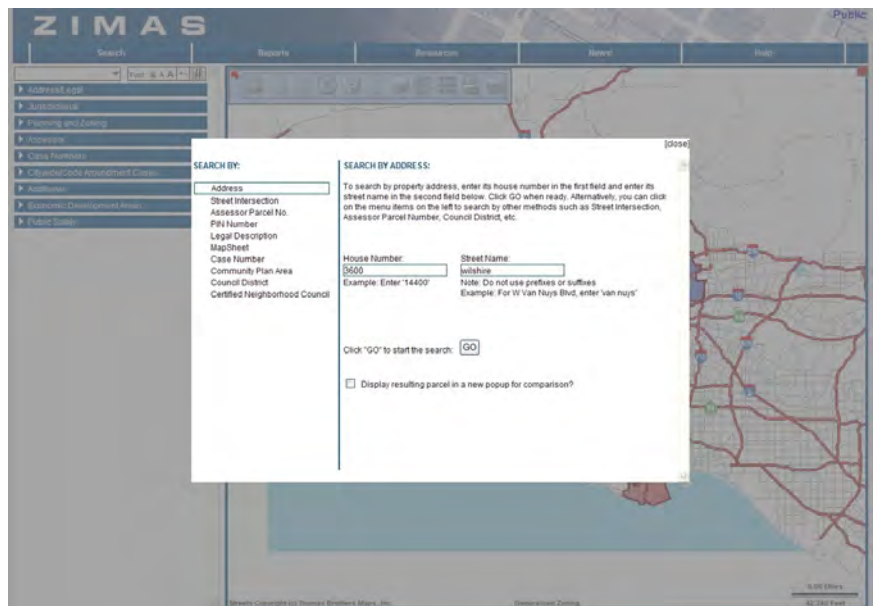 Public
ZIMAS
Search
Reports
Resources
News!
Help
Address/Legal
Jurisdictional
Planning and Zoning
Assessor
Case Numbers
Citywide/Code Amendment Cases
Additional
Economic Development Areas
Public Safety
[close]
SEARCH BY:
Address
Street Intersection
Assessor Parcel No.
PIN Number
Legal Description
MapSheet
Case Number
Community Plan Area
Council District
Certified Neighborhood Council
SEARCH BY ADDRESS:
To search by property address, enter its house number in the first field and enter its
street name in the second field below. Click GO when ready. Alternatively, you can click
on the menu items on the left to search by other methods such as Street Intersection,
Assessor Parcel Number, Council District, etc.
House Number: Street Name:
3600 wilshire
Example: Enter '14400' Note: Do not use prefixes or suffixes
Example: For W Van Nuys Blvd, enter 'van nuys'
Click "GO" to start the search: GO
Display resulting parcel in a new popup for comparison?
Streets Copyright (c) Thomas Brothers Maps, Inc.
Generalized Zoning